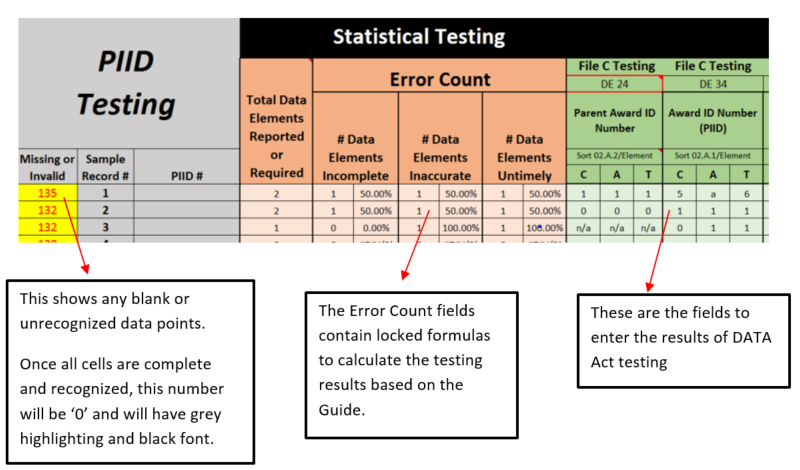 PIID
Testing
Statistical Testing
Error Count
File C Testing File C Testing
DE 24 DE 34
Total Data
Elements
Reported
or
Required
# Data
Elements
Incomplete
# Data
Elements
Inaccurate
# Data
Elements
Untimely
Parent Award ID
Number
Award ID Number
(PIID)
Sort 02.A.2/Element Sort 02.A.1/Element
Missing or
Invalid
Sample
Record #
PIID #
C A T C A T
135 1 2 1 50.00% 1 50.00% 1 50.00% 1 1 1 5 a 6
132 2 2 1 50.00% 1 50.00% 1 50.00% 0 0 0 1 1 1
132 3 1 0 0.00% 1 100.00% 1 100.00% n/a n/a n/a 0 1 1
This shows any blank or
unrecognized data points.
Once all cells are complete
and recognized, this number
will be ‘0’ and will have grey
highlighting and black font.
The Error Count fields
contain locked formulas
to calculate the testing
results based on the
Guide.
These are the fields to
enter the results of DATA
Act testing